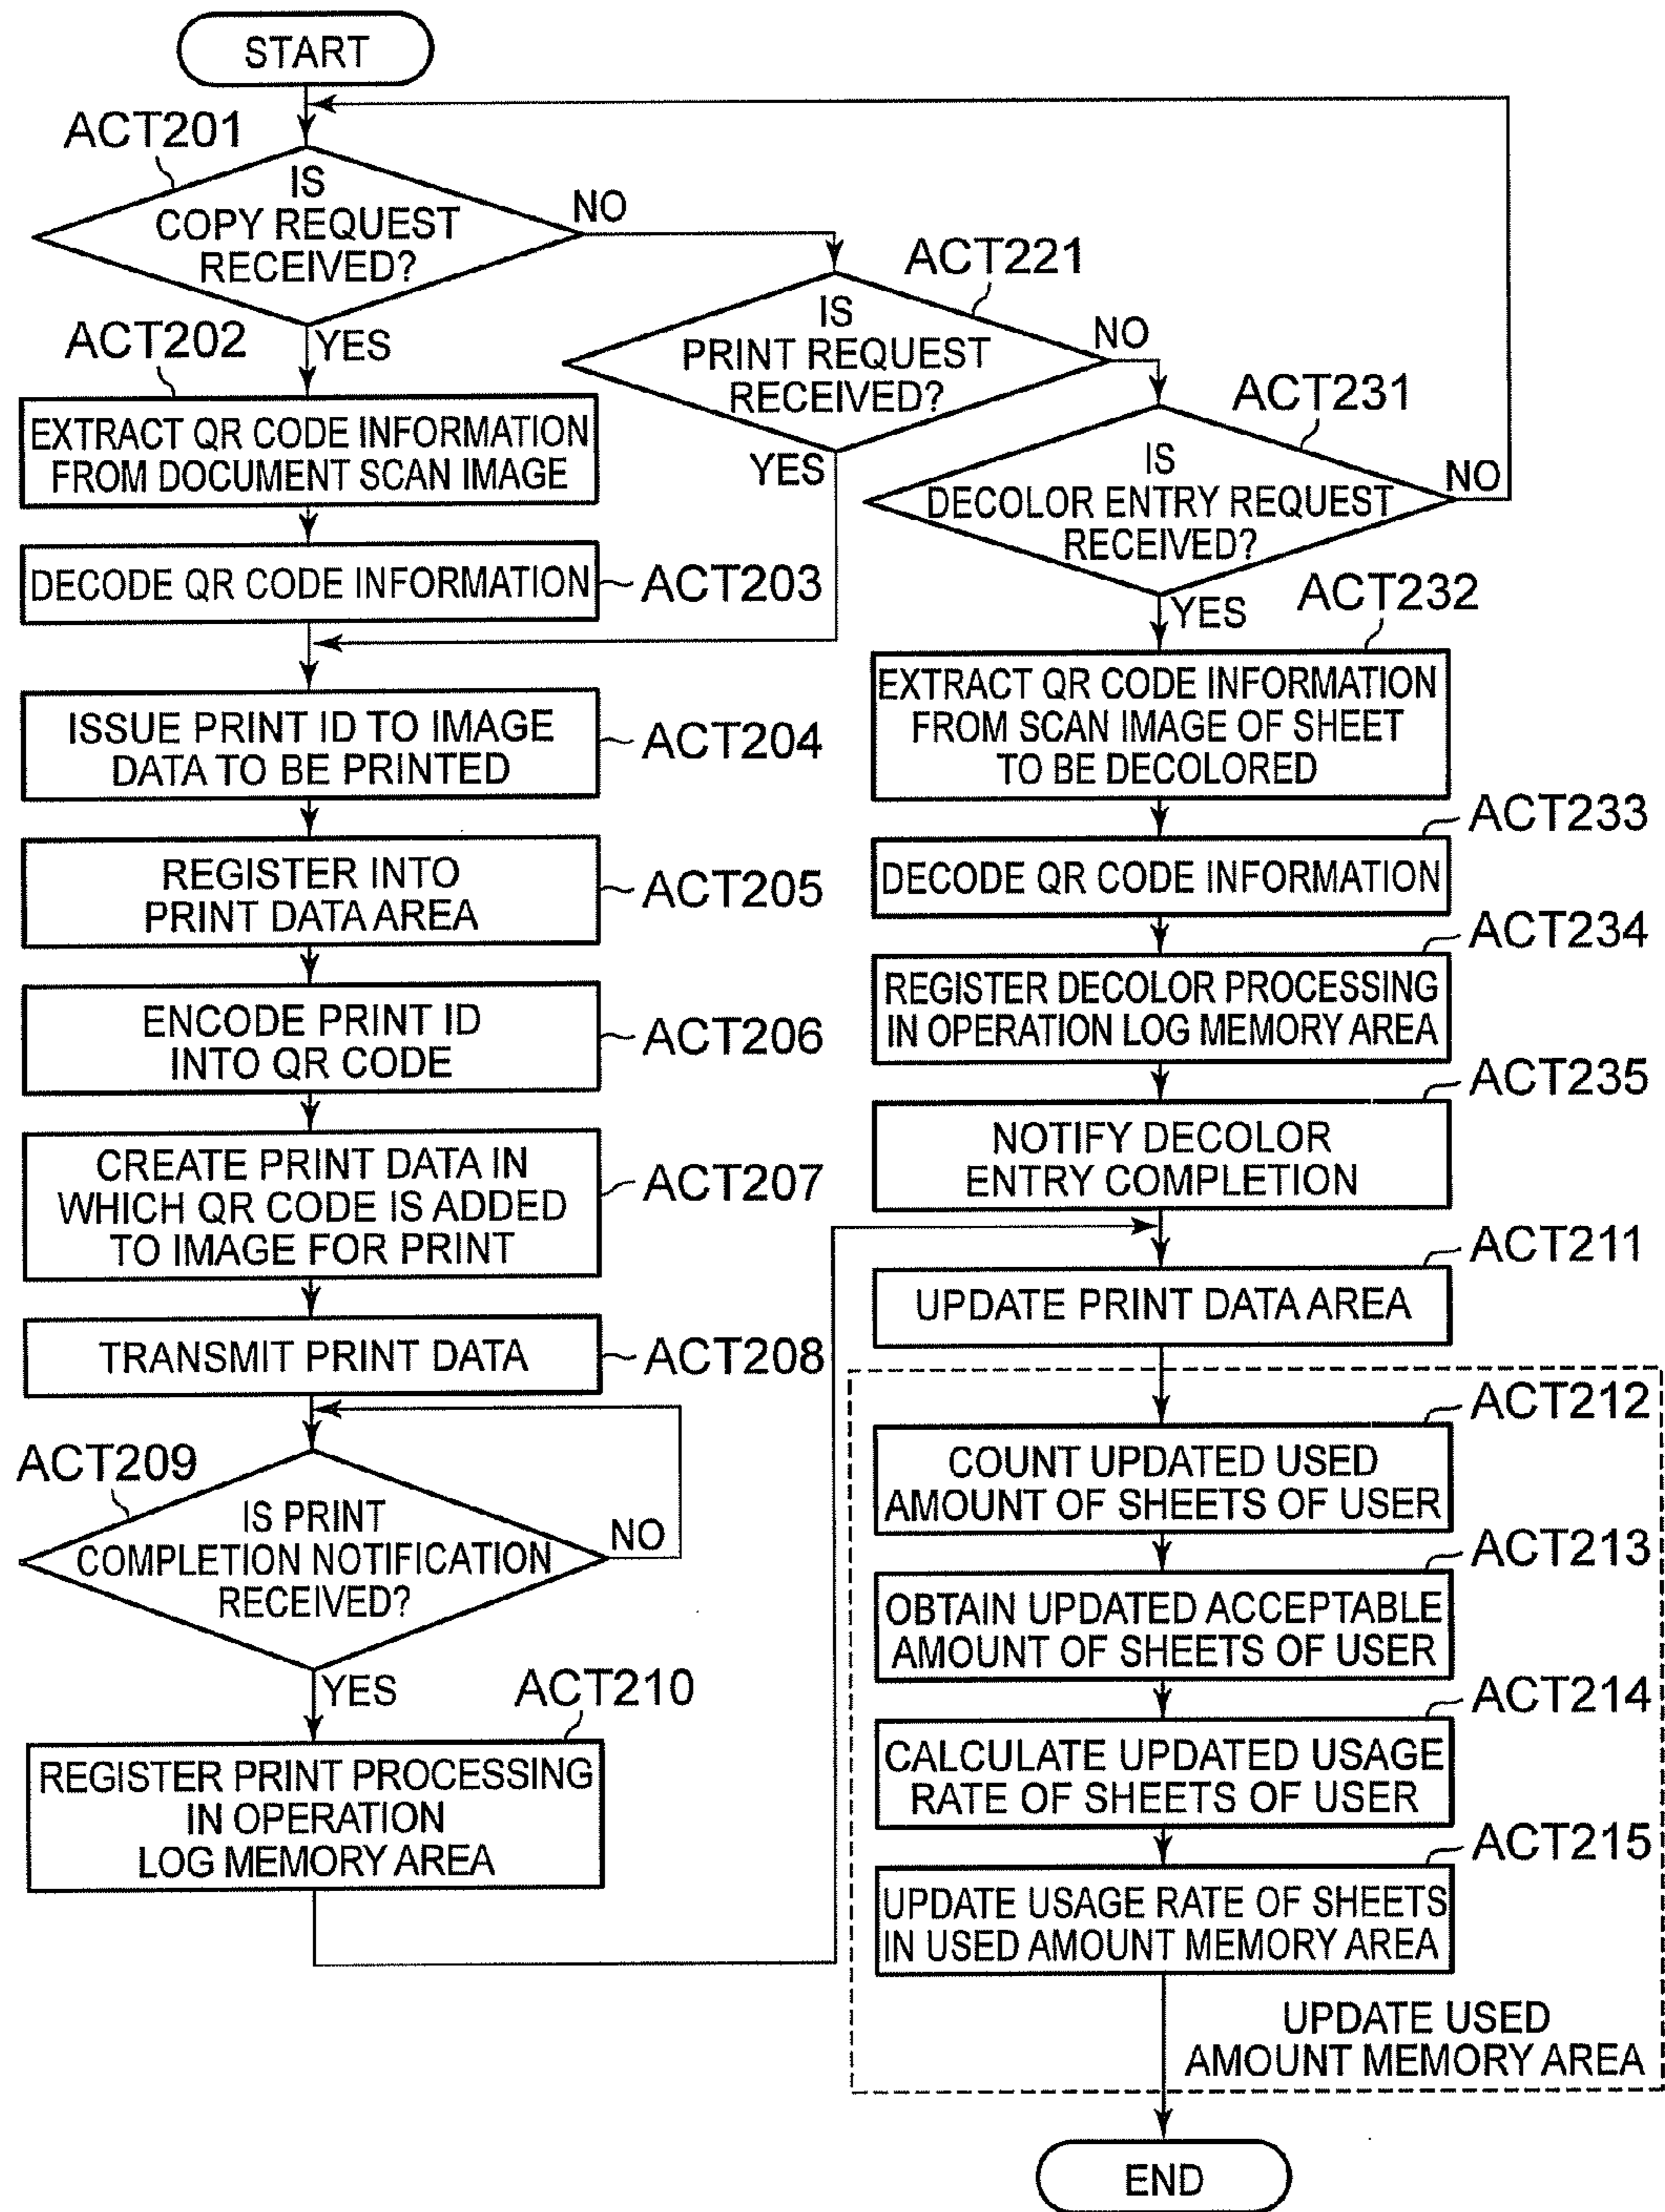 START
ACT201
IS
COPY REQUEST
RECEIVED?
NO
YES
ACT221
IS
PRINT REQUEST
RECEIVED?
NO
YES
ACT231
IS
DECOLOR ENTRY REQUEST
RECEIVED?
NO
YES
ACT202
EXTRACT QR CODE INFORMATION
FROM DOCUMENT SCAN IMAGE
DECODE QR CODE INFORMATION
ACT203
ISSUE PRINT ID TO IMAGE
DATA TO BE PRINTED
ACT204
REGISTER INTO
PRINT DATA AREA
ACT205
ENCODE PRINT ID
INTO QR CODE
ACT206
CREATE PRINT DATA IN
WHICH QR CODE IS ADDED
TO IMAGE FOR PRINT
ACT207
TRANSMIT PRINT DATA
ACT208
ACT209
IS PRINT
COMPLETION NOTIFICATION
RECEIVED?
NO
YES
ACT210
REGISTER PRINT PROCESSING
IN OPERATION
LOG MEMORY AREA
ACT232
EXTRACT QR CODE INFORMATION
FROM SCAN IMAGE OF SHEET
TO BE DECOLORED
ACT233
DECODE QR CODE INFORMATION
ACT234
REGISTER DECOLOR PROCESSING
IN OPERATION LOG MEMORY AREA
ACT235
NOTIFY DECOLOR
ENTRY COMPLETION
ACT211
UPDATE PRINT DATA AREA
ACT212
COUNT UPDATED USED
AMOUNT OF SHEETS OF USER
ACT213
OBTAIN UPDATED ACCEPTABLE
AMOUNT OF SHEETS OF USER
ACT214
CALCULATE UPDATED USAGE
RATE OF SHEETS OF USER
ACT215
UPDATE USAGE RATE OF SHEETS
IN USED AMOUNT MEMORY AREA
UPDATE USED
AMOUNT MEMORY AREA
END